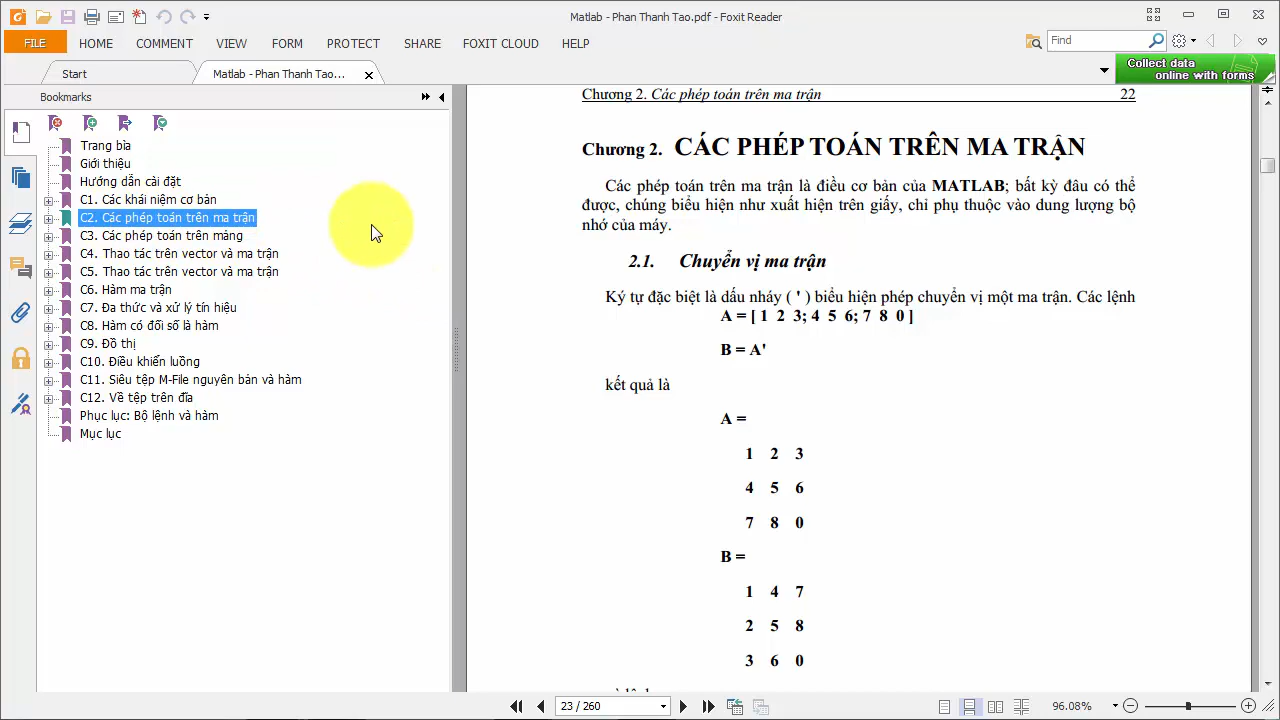 Matlab - Phan Thanh Tao.pdf - Foxit Reader
FILE HOME COMMENT VIEW FORM PROTECT SHARE FOXIT CLOUD HELP
Find
Start
Matlab - Phan Thanh Tao...
Collect data
online with forms
Bookmarks
Trang bìa
Giới thiệu
Hướng dẫn cài đặt
C1. Các khái niệm cơ bản
C2. Các phép toán trên ma trận
C3. Các phép toán trên mảng
C4. Thao tác trên vector và ma trận
C5. Thao tác trên vector và ma trận
C6. Hàm ma trận
C7. Đa thức và xử lý tín hiệu
C8. Hàm có đối số là hàm
C9. Đồ thị
C10. Điều khiển luồng
C11. Siêu tệp M-File nguyên bản và hàm
C12. Về tệp trên đĩa
Phục lục: Bộ lệnh và hàm
Mục lục
Chương 2. Các phép toán trên ma trận 22
Chương 2. CÁC PHÉP TOÁN TRÊN MA TRẬN
Các phép toán trên ma trận là điều cơ bản của MATLAB; bất kỳ đâu có thể
được, chúng biểu hiện như xuất hiện trên giấy, chỉ phụ thuộc vào dung lượng bộ
nhớ của máy.
2.1. Chuyển vị ma trận
Ký tự đặc biệt là dấu nháy ( ' ) biểu hiện phép chuyển vị một ma trận. Các lệnh
A = [ 1 2 3; 4 5 6; 7 8 0 ]
B = A'
kết quả là
A =
1 2 3
4 5 6
7 8 0
B =
1 4 7
2 5 8
3 6 0
23 / 260
96.08%